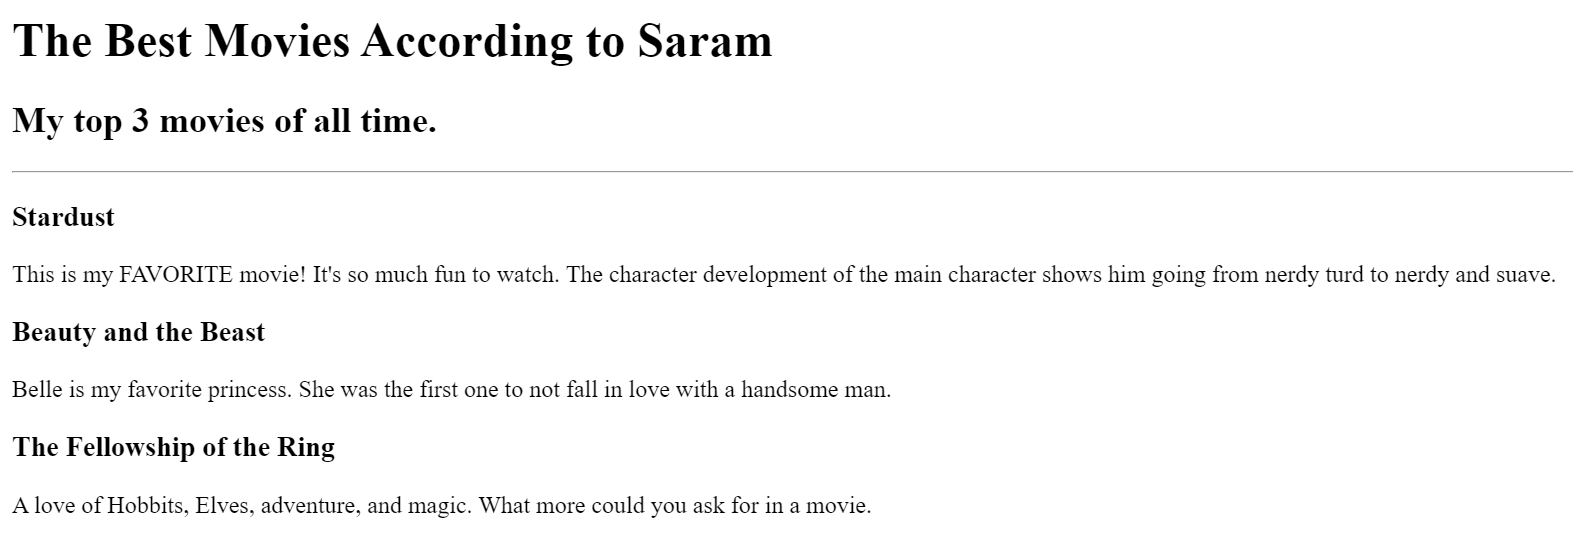 The Best Movies According to Saram
My top 3 movies of all time.
Stardust
This is my FAVORITE movie! It's so much fun to watch. The character development of the main character shows him going from nerdy turd to nerdy and suave.
Beauty and the Beast
Belle is my favorite princess. She was the first one to not fall in love with a handsome man.
The Fellowship of the Ring
A love of Hobbits, Elves, adventure, and magic. What more could you ask for in a movie.